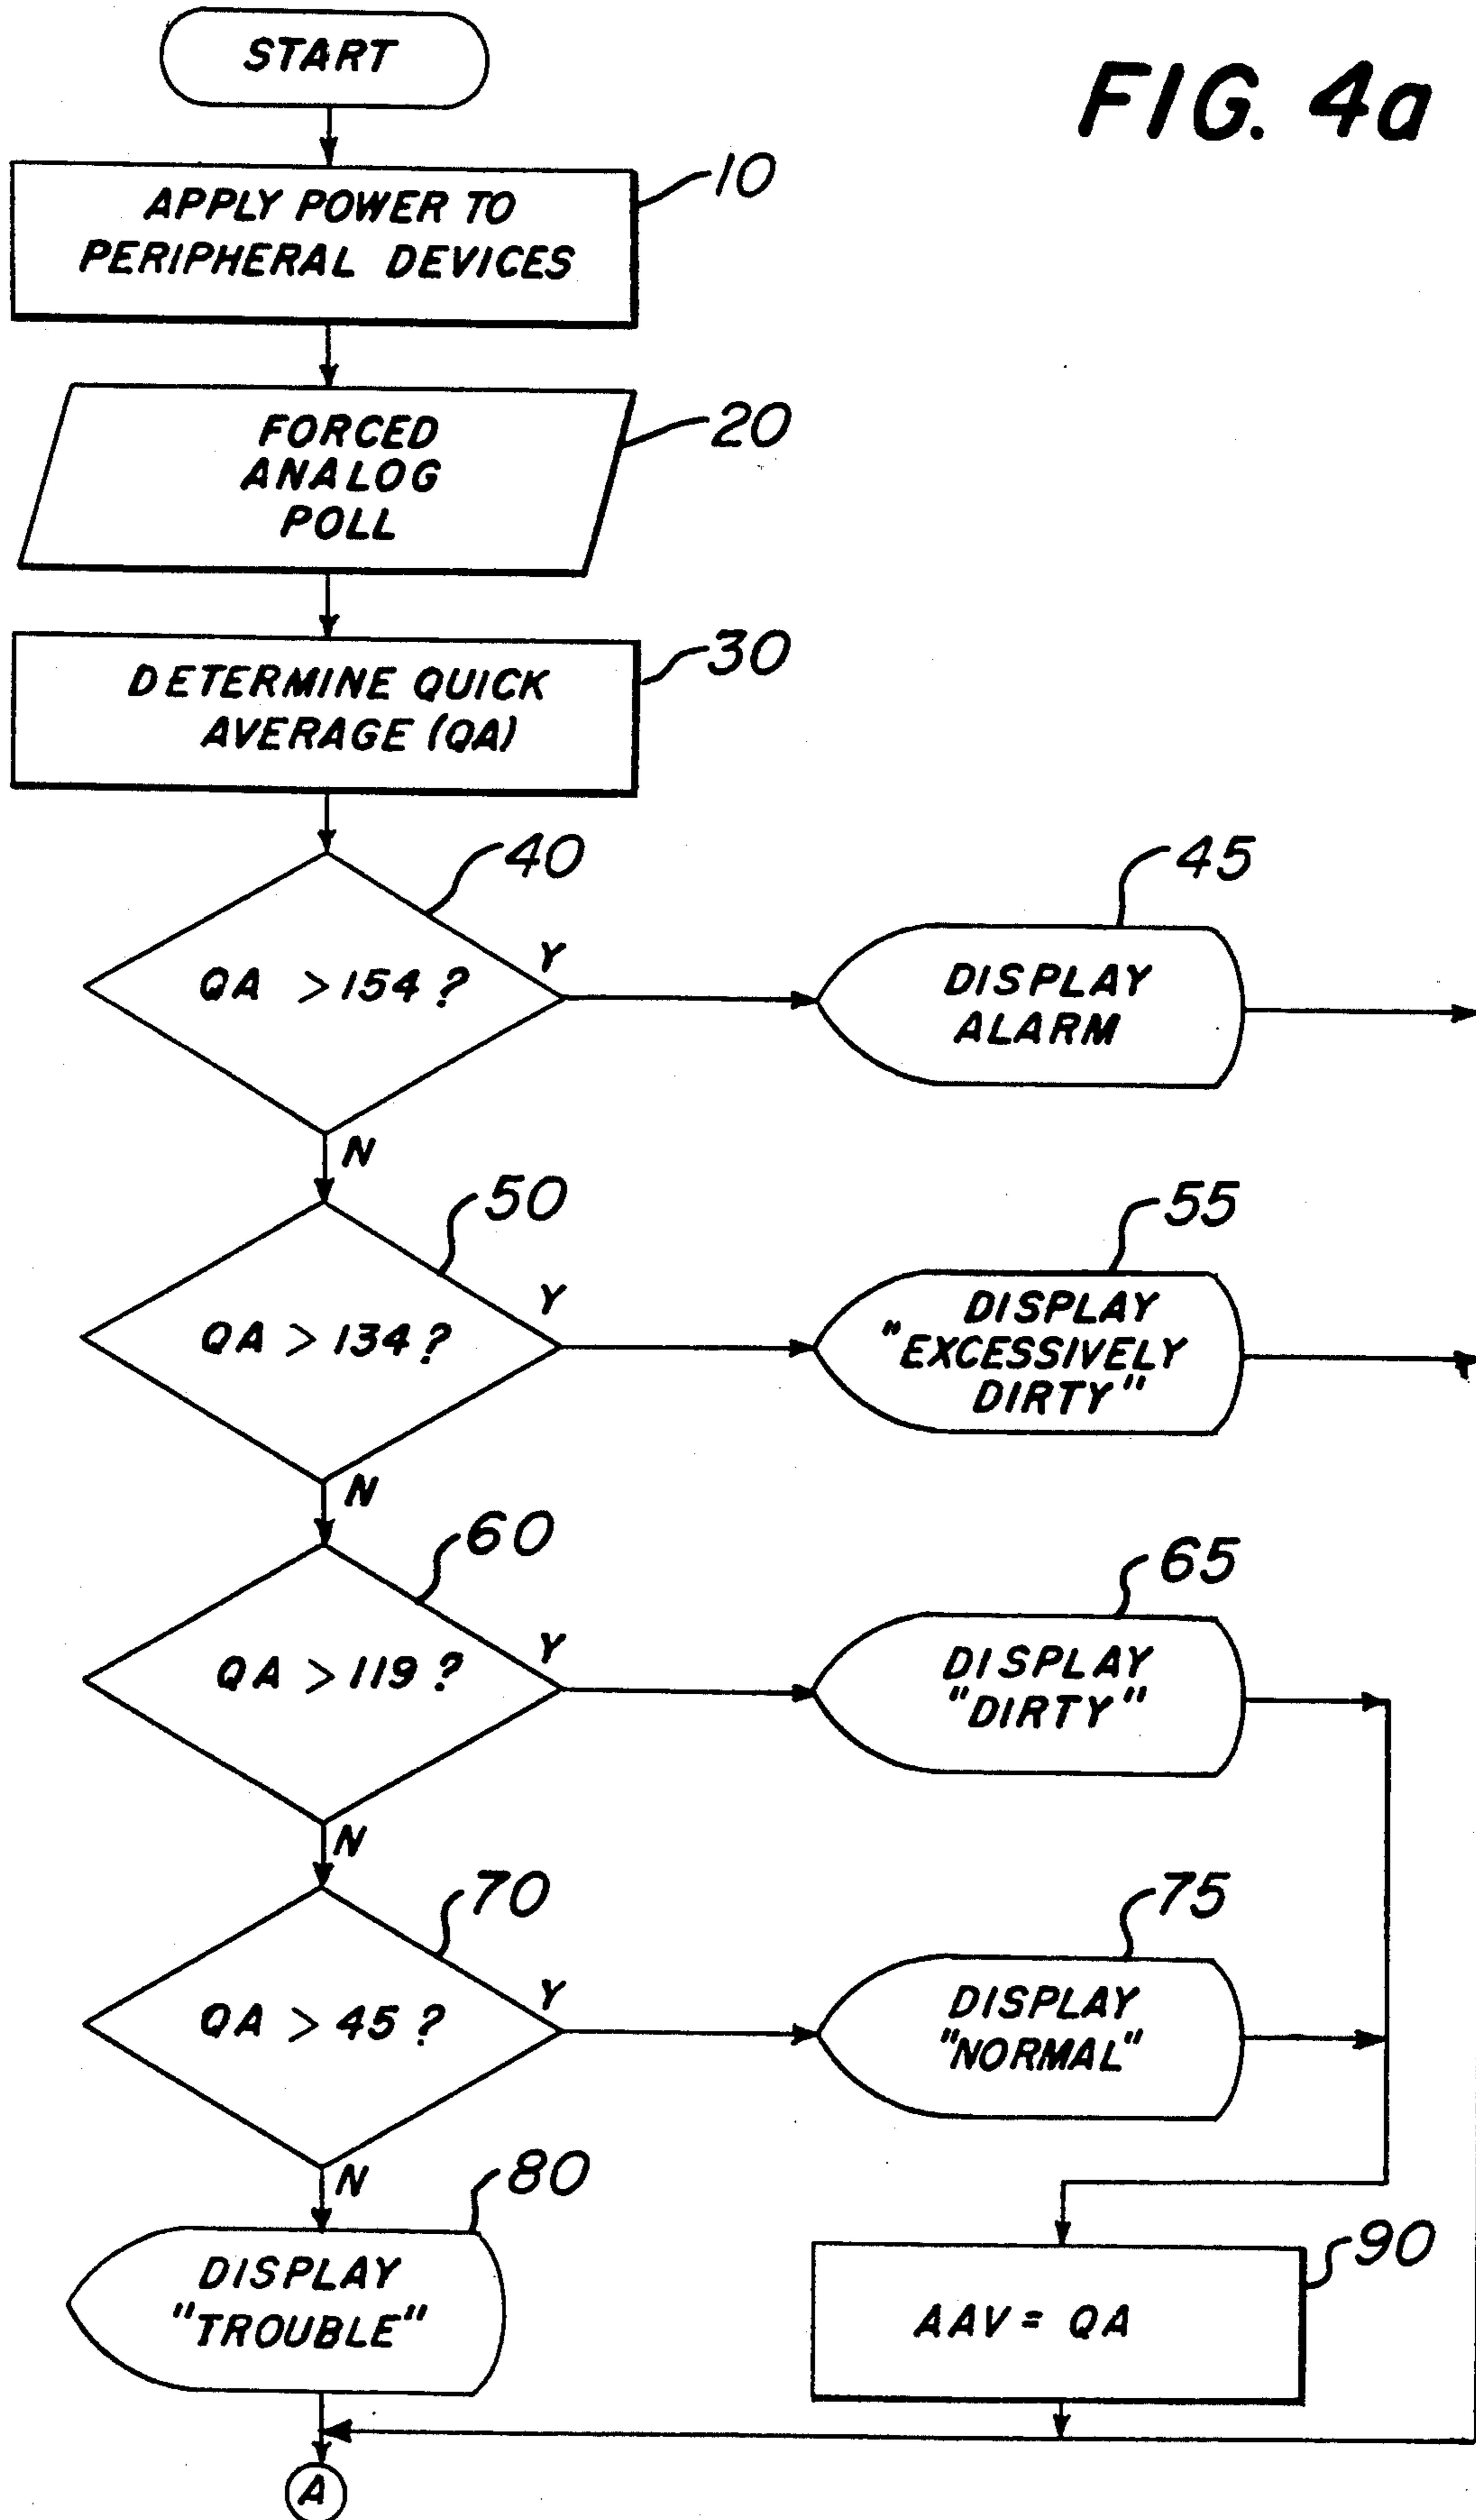 START
FIG. 4a
10
APPLY POWER TO
PERIPHERAL DEVICES
20
FORCED
ANALOG
POLL
30
DETERMINE QUICK
AVERAGE (QA)
40
QA > 154 ?
Y
45
DISPLAY
ALARM
N
50
QA > 134 ?
Y
55
DISPLAY
"EXCESSIVELY
DIRTY"
N
60
QA > 119 ?
Y
65
DISPLAY
"DIRTY"
N
70
QA > 45 ?
Y
75
DISPLAY
"NORMAL"
N
80
DISPLAY
"TROUBLE"
90
AAV = QA
A